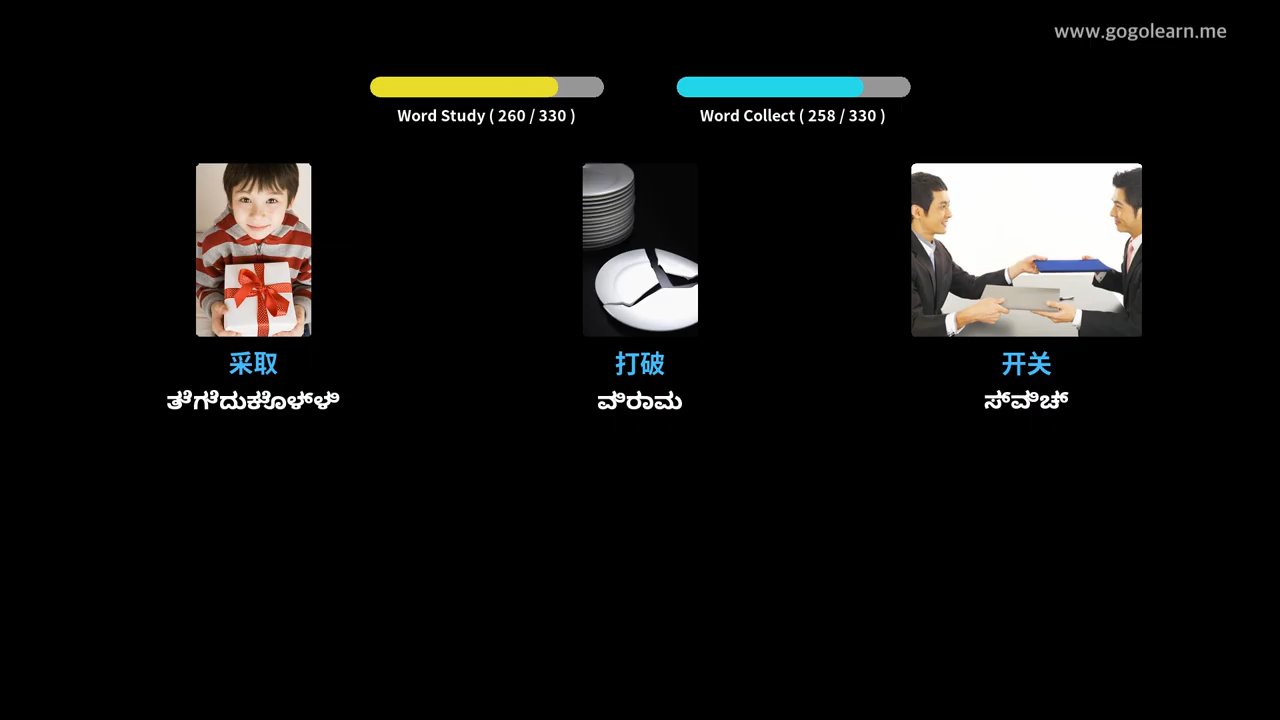 www.gogolearn.me
Word Study ( 260 / 330 )
Word Collect ( 258 / 330 )
采取
打破
开关
ತೆಗೆದುಕೊಳ್ಳಿ
ವಿರಾಮ
ಸ್ವಿಚ್